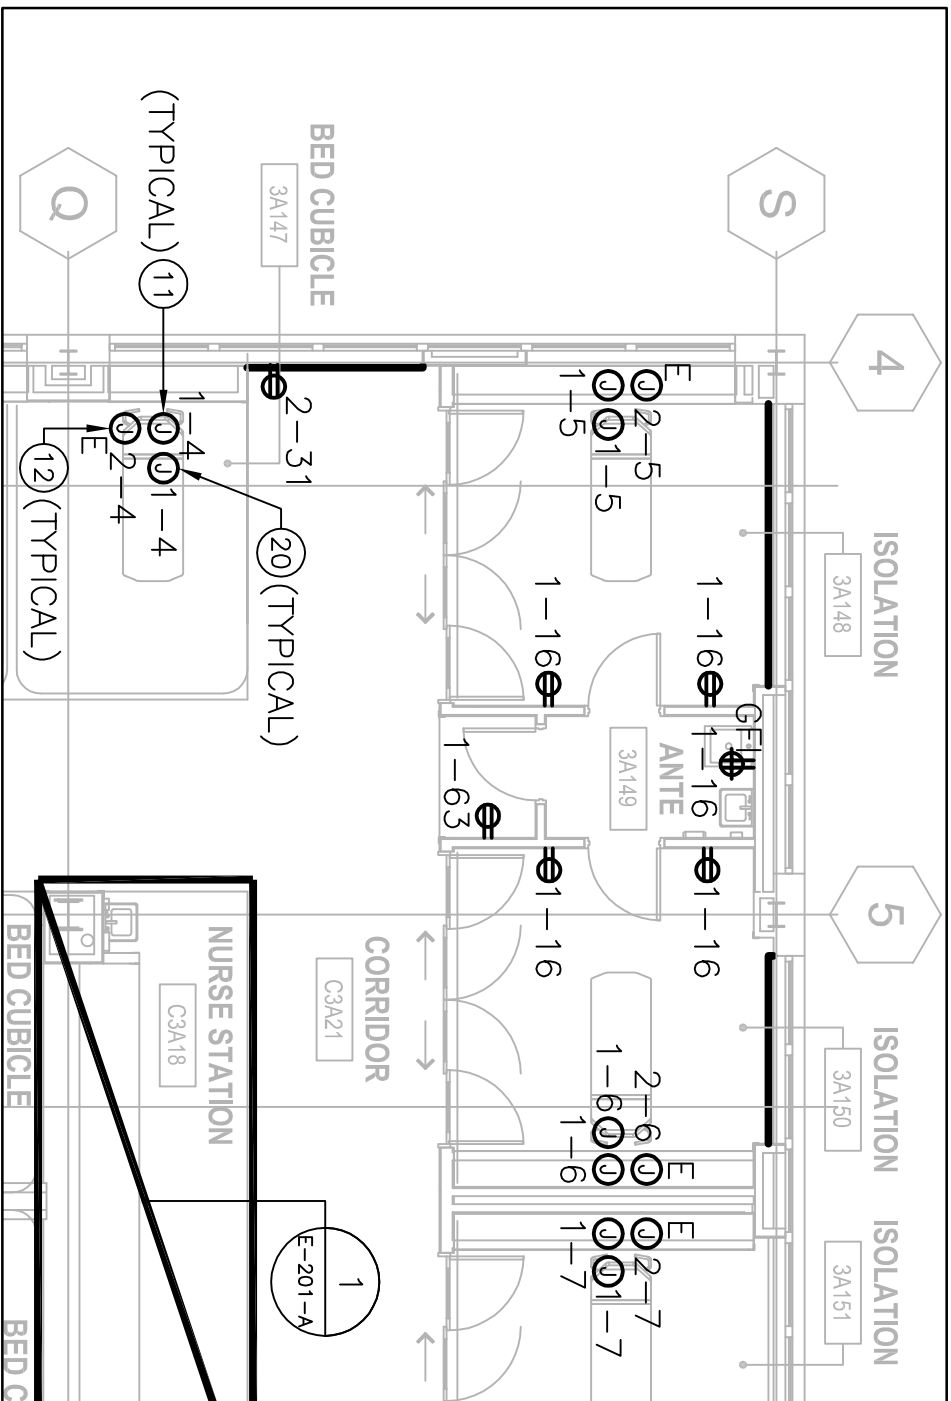 S
Q
4
5
(TYPICAL)
11
BED CUBICLE
3A147
2-31
1-4
1-4
2-4
E
12
(TYPICAL)
20
(TYPICAL)
E
2-5
1-5
1-5
ISOLATION
3A148
1-16
1-16
GFI
1-16
ANTE
3A149
1-63
1-16
1-16
ISOLATION
3A150
2-6
1-6
1-6
E
CORRIDOR
C3A21
NURSE STATION
C3A18
BED CUBICLE
1
E-201-A
E
2-7
1-7
1-7
ISOLATION
3A151
BED C
J
J
J
J
J
J
J
J
J
J
J
J